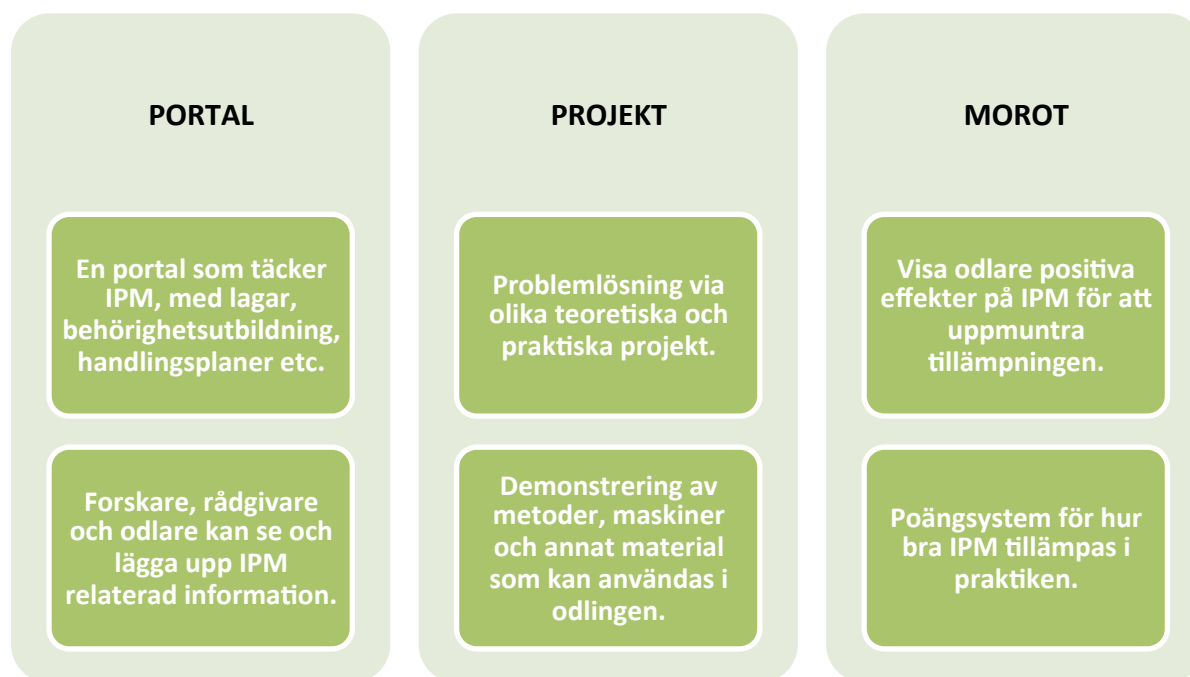 PORTAL
En portal som täcker
IPM, med lagar,
behörighetsutbildning,
handlingsplaner etc.
Forskare, rådgivare
och odlare kan se och
lägga upp IPM
relaterad information.
PROJEKT
Problemlösning via
olika teoretiska och
praktiska projekt.
Demonstrering av
metoder, maskiner
och annat material
som kan användas i
odlingen.
MOROT
Visa odlare positiva
effekter på IPM för att
uppmuntra
tillämpningen.
Poängsystem för hur
bra IPM tillämpas i
praktiken.